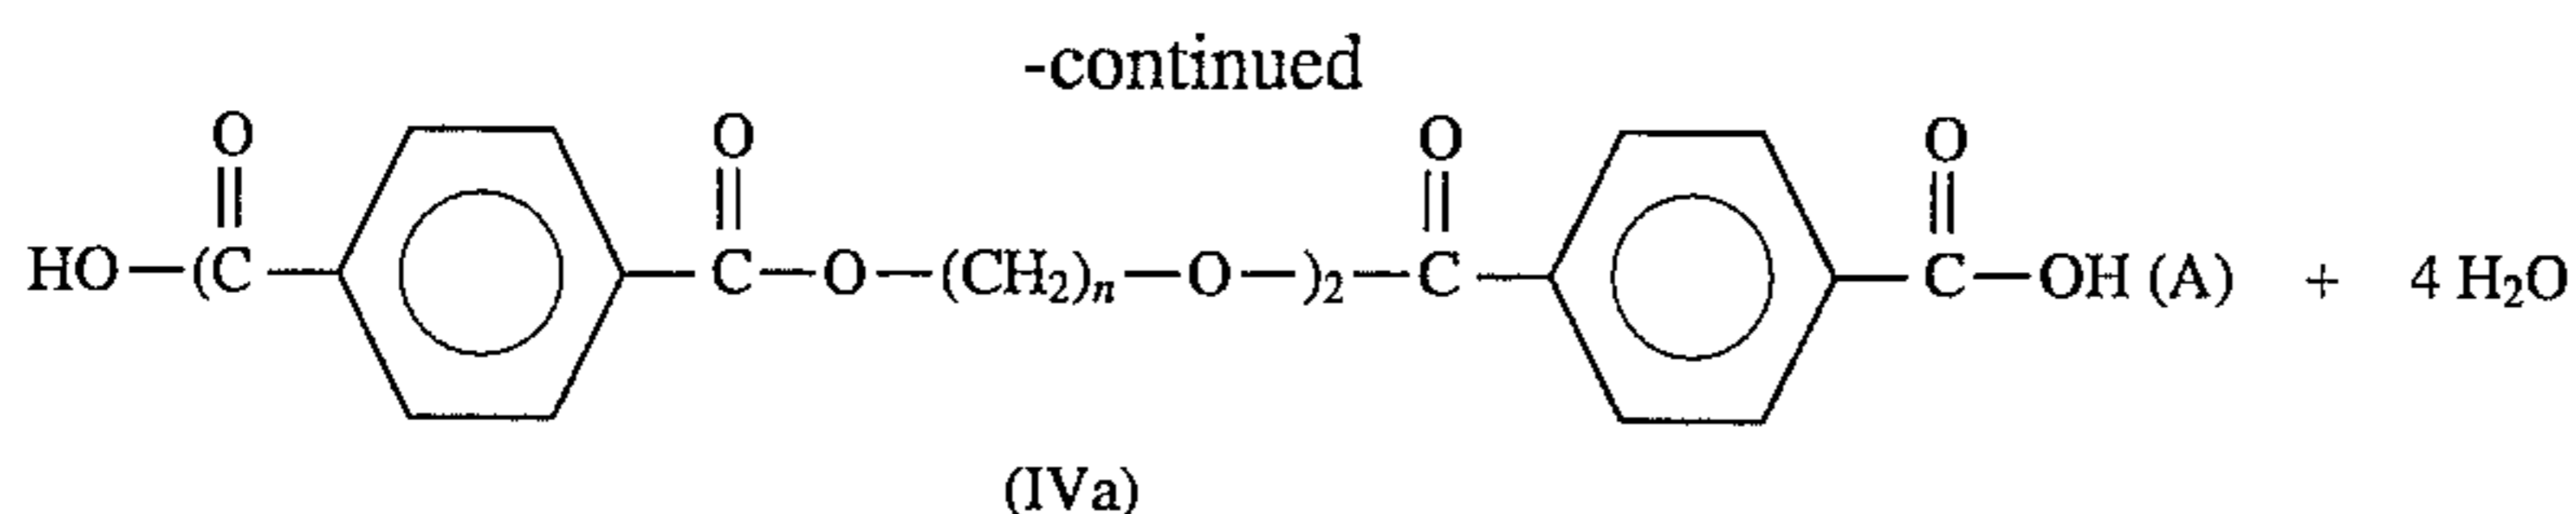 -continued
O O O O
HO—(C—C—O—(CH₂)ₙ—O—)₂—C—C—OH (A) + 4 H₂O
(IVa)